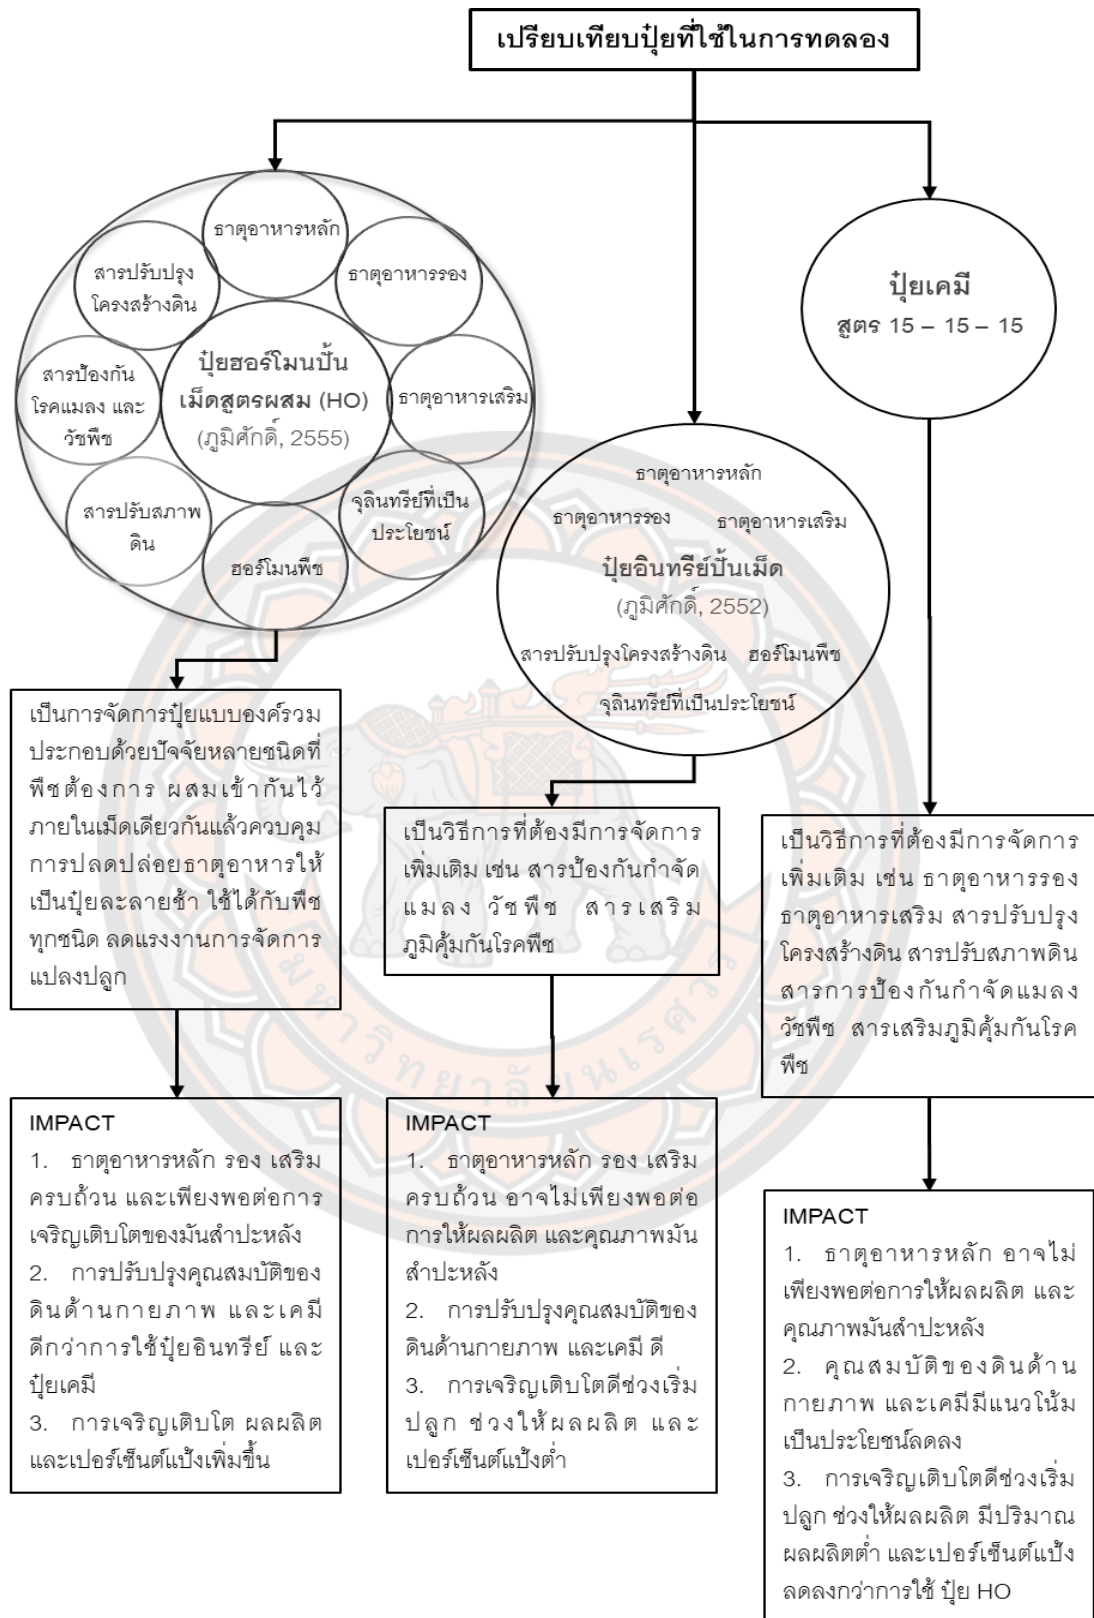 เปรียบเทียบปุ๋ยที่ใช้ในการทดลอง
ธาตุอาหารหลัก
สารปรับปรุง
โครงสร้างดิน
ธาตุอาหารรอง
ปุ๋ยฮอร์โมนปั้น
เม็ดสูตรผสม (HO)
(ภูมิศักดิ์, 2555)
สารป้องกัน
โรคแมลง และ
วัชพืช
ธาตุอาหารเสริม
สารปรับสภาพ
ดิน
จุลินทรีย์ที่เป็น
ประโยชน์
ฮอร์โมนพืช
ธาตุอาหารหลัก
ธาตุอาหารรอง
ธาตุอาหารเสริม
ปุ๋ยอินทรีย์ปั้นเม็ด
(ภูมิศักดิ์, 2552)
สารปรับปรุงโครงสร้างดิน
ฮอร์โมนพืช
จุลินทรีย์ที่เป็นประโยชน์
ปุ๋ยเคมี
สูตร 15 – 15 – 15
เป็นการจัดการปุ๋ยแบบองค์รวม
ประกอบด้วยปัจจัยหลายชนิดที่
พืชต้องการ ผสมเข้ากันไว้
ภายในเม็ดเดียวกันแล้วควบคุม
การปลดปล่อยธาตุอาหารให้
เป็นปุ๋ยละลายช้า ใช้ได้กับพืช
ทุกชนิด ลดแรงงานการจัดการ
แปลงปลูก
เป็นวิธีการที่ต้องมีการจัดการ
เพิ่มเติม เช่น สารป้องกันกำจัด
แมลง วัชพืช สารเสริม
ภูมิคุ้มกันโรคพืช
เป็นวิธีการที่ต้องมีการจัดการ
เพิ่มเติม เช่น ธาตุอาหารรอง
ธาตุอาหารเสริม สารปรับปรุง
โครงสร้างดิน สารปรับสภาพดิน
สารการป้องกันกำจัดแมลง
วัชพืช สารเสริมภูมิคุ้มกันโรค
พืช
IMPACT
1. ธาตุอาหารหลัก รอง เสริม
ครบถ้วน และเพียงพอต่อการ
เจริญเติบโตของมันสำปะหลัง
2. การปรับปรุงคุณสมบัติของ
ดินด้านกายภาพ และเคมี
ดีกว่าการใช้ปุ๋ยอินทรีย์ และ
ปุ๋ยเคมี
3. การเจริญเติบโต ผลผลิต
และเปอร์เซ็นต์แป้งเพิ่มขึ้น
IMPACT
1. ธาตุอาหารหลัก รอง เสริม
ครบถ้วน อาจไม่เพียงพอต่อ
การให้ผลผลิต และคุณภาพมัน
สำปะหลัง
2. การปรับปรุงคุณสมบัติของ
ดินด้านกายภาพ และเคมี ดี
3. การเจริญเติบโตดีช่วงเริ่ม
ปลูก ช่วงให้ผลผลิต และ
เปอร์เซ็นต์แป้งต่ำ
IMPACT
1. ธาตุอาหารหลัก อาจไม่
เพียงพอต่อการให้ผลผลิต และ
คุณภาพมันสำปะหลัง
2. คุณสมบัติของดินด้าน
กายภาพ และเคมีมีแนวโน้ม
เป็นประโยชน์ลดลง
3. การเจริญเติบโตดีช่วงเริ่ม
ปลูก ช่วงให้ผลผลิต มีปริมาณ
ผลผลิตต่ำ และเปอร์เซ็นต์แป้ง
ลดลงกว่าการใช้ ปุ๋ย HO
มหาวิทยาลัยนเรศวร